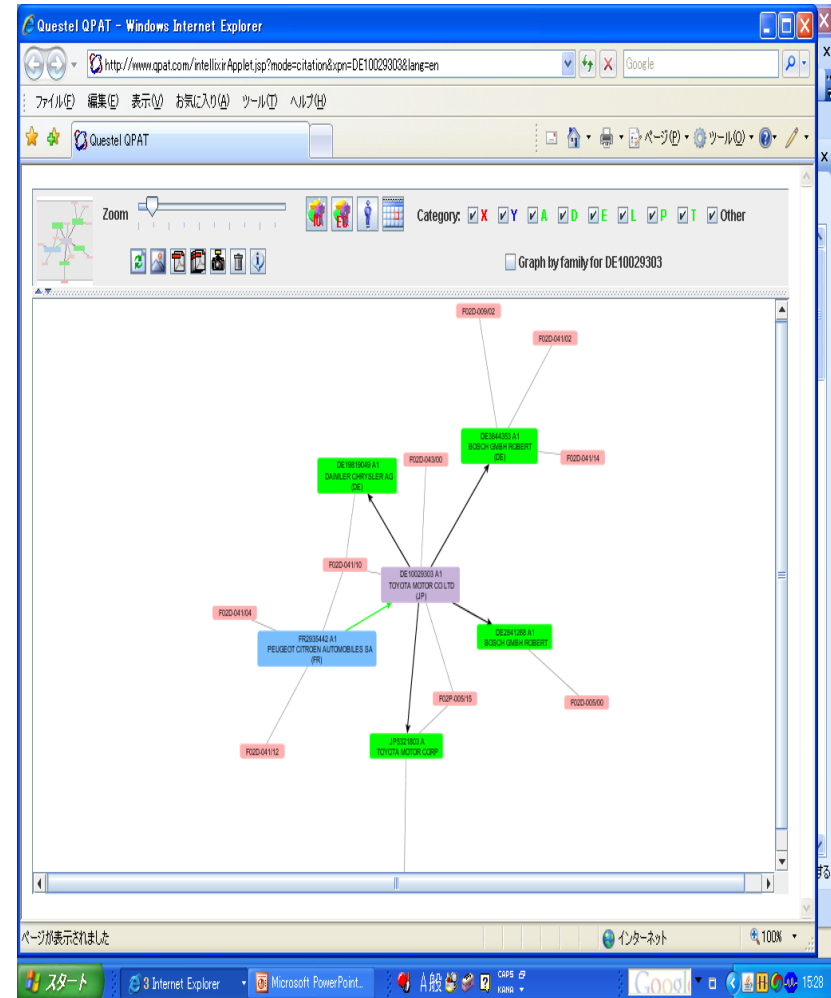 Questel QPAT - Windows Internet Explorer
http://www.qpat.com/intellixirApplet.jsp?mode=citation&xpn=DE10029303&lang=en
Google
ファイル(F) 編集(E) 表示(V) お気に入り(A) ツール(T) ヘルプ(H)
Questel QPAT
ページ(P) ツール(O)
Zoom
Category: X Y A D E L P T Other
Graph by family for DE10029303
F02D-009/02
F02D-041/02
DE3844353 A1
BOSCH GMBH ROBERT
(DE)
F02D-043/00
F02D-041/14
DE19819049 A1
DAIMLER CHRYSLER AG
(DE)
F02D-041/10
DE10029303 A1
TOYOTA MOTOR CO LTD
(JP)
F02D-041/04
FR2935442 A1
PEUGEOT CITROEN AUTOMOBILES SA
(FR)
DE2841268 A1
BOSCH GMBH ROBERT
F02P-005/15
F02D-005/00
F02D-041/12
JP5321803 A
TOYOTA MOTOR CORP
する
ページが表示されました
インターネット
100%
スタート
3 Internet Explorer
Microsoft PowerPoint...
A 般
CAPS
KANA
Googl
15:28